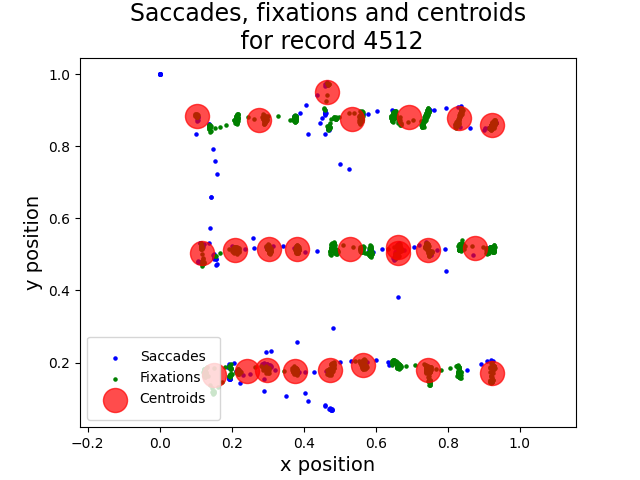 Saccades, fixations and centroids
for record 4512
y position
1.0
0.8
0.6
0.4
0.2
Saccades
Fixations
Centroids
−0.2
0.0
0.2
0.4
0.6
0.8
1.0
x position